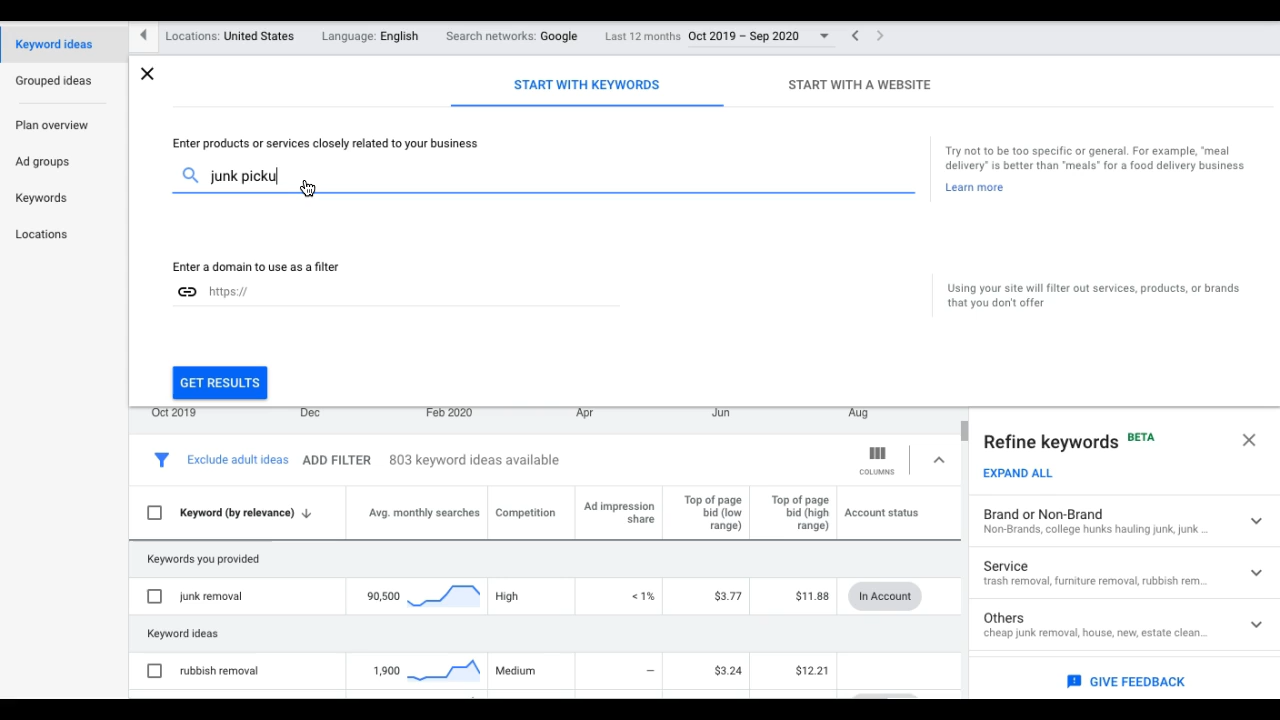 Keyword ideas
Grouped ideas
Plan overview
Ad groups
Keywords
Locations
Locations: United States Language: English Search networks: Google Last 12 months Oct 2019 – Sep 2020
START WITH KEYWORDS START WITH A WEBSITE
Enter products or services closely related to your business
junk picku
Try not to be too specific or general. For example, "meal
delivery" is better than "meals" for a food delivery business
Learn more
Enter a domain to use as a filter
https://
Using your site will filter out services, products, or brands
that you don't offer
GET RESULTS
Oct 2019 Dec Feb 2020 Apr Jun Aug
Exclude adult ideas ADD FILTER 803 keyword ideas available
COLUMNS
Keyword (by relevance) Avg. monthly searches Competition
Ad impression
share
Top of page
bid (low
range)
Top of page
bid (high
range)
Account status
Keywords you provided
junk removal 90,500 High < 1% $3.77 $11.88 In Account
Keyword ideas
rubbish removal 1,900 Medium – $3.24 $12.21
Refine keywords BETA
EXPAND ALL
Brand or Non-Brand
Non-Brands, college hunks hauling junk, junk ...
Service
trash removal, furniture removal, rubbish rem...
Others
cheap junk removal, house, new, estate clean...
GIVE FEEDBACK